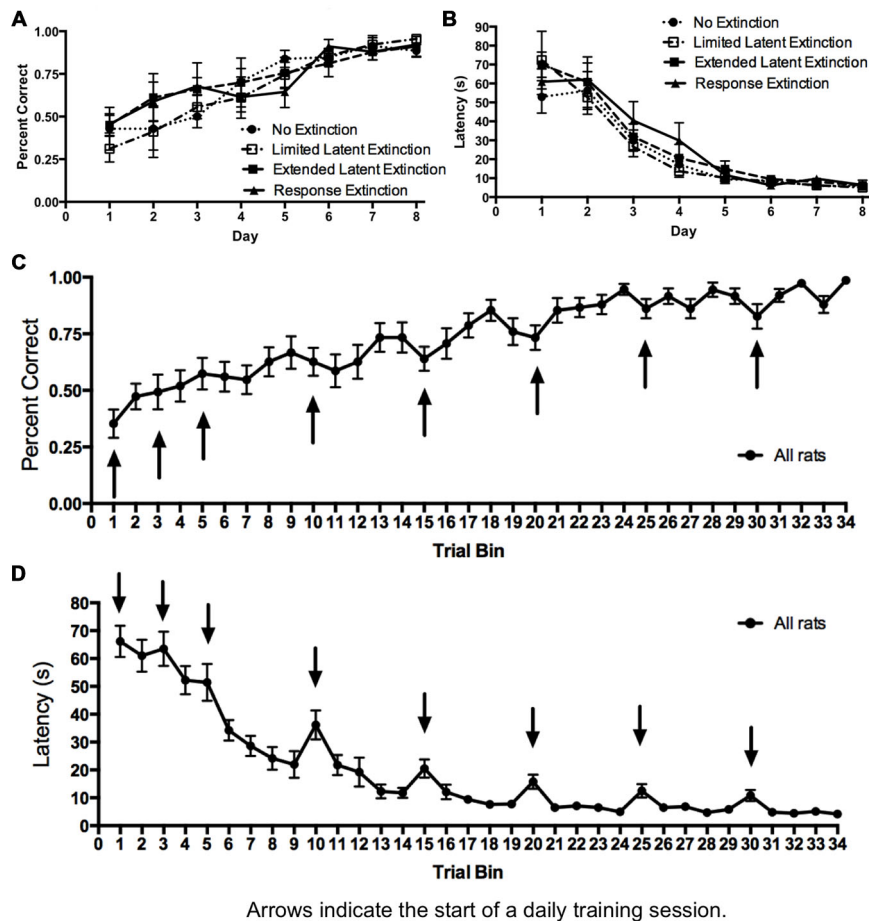 A
Percent Correct
1.00
0.75
0.50
0.25
0.00
0 1 2 3 4 5 6 7 8
Day
No Extinction
Limited Latent Extinction
Extended Latent Extinction
Response Extinction
B
Latency (s)
90
80
70
60
50
40
30
20
10
0
0 1 2 3 4 5 6 7 8
Day
No Extinction
Limited Latent Extinction
Extended Latent Extinction
Response Extinction
C
Percent Correct
1.00
0.75
0.50
0.25
0.00
0 1 2 3 4 5 6 7 8 9 10 11 12 13 14 15 16 17 18 19 20 21 22 23 24 25 26 27 28 29 30 31 32 33 34
Trial Bin
All rats
D
Latency (s)
80
70
60
50
40
30
20
10
0
0 1 2 3 4 5 6 7 8 9 10 11 12 13 14 15 16 17 18 19 20 21 22 23 24 25 26 27 28 29 30 31 32 33 34
Trial Bin
All rats
Arrows indicate the start of a daily training session.